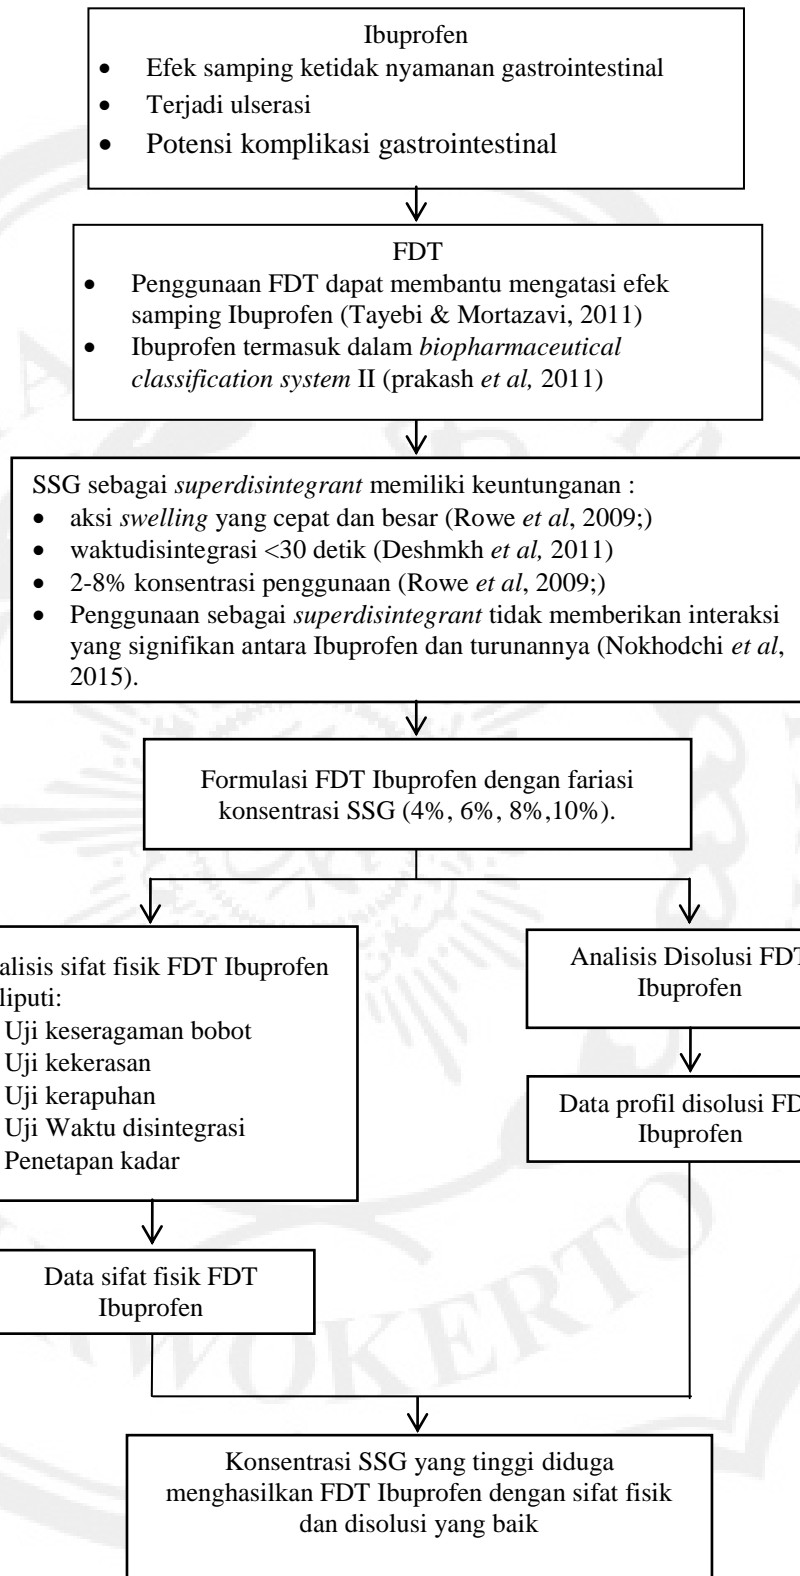 Ibuprofen
• Efek samping ketidak nyamanan gastrointestinal
• Terjadi ulserasi
• Potensi komplikasi gastrointestinal
FDT
• Penggunaan FDT dapat membantu mengatasi efek
samping Ibuprofen (Tayebi & Mortazavi, 2011)
• Ibuprofen termasuk dalam biopharmaceutical
classification system II (prakash et al, 2011)
SSG sebagai superdisintegrant memiliki keuntunganan :
• aksi swelling yang cepat dan besar (Rowe et al, 2009;)
• waktudisintegrasi <30 detik (Deshmkh et al, 2011)
• 2-8% konsentrasi penggunaan (Rowe et al, 2009;)
• Penggunaan sebagai superdisintegrant tidak memberikan interaksi
yang signifikan antara Ibuprofen dan turunannya (Nokhodchi et al,
2015).
Formulasi FDT Ibuprofen dengan fariasi
konsentrasi SSG (4%, 6%, 8%,10%).
alisis sifat fisik FDT Ibuprofen
liputi:
Uji keseragaman bobot
Uji kekerasan
Uji kerapuhan
Uji Waktu disintegrasi
Penetapan kadar
Analisis Disolusi FDT
Ibuprofen
Data profil disolusi FD
Ibuprofen
Data sifat fisik FDT
Ibuprofen
WOKERTO
Konsentrasi SSG yang tinggi diduga
menghasilkan FDT Ibuprofen dengan sifat fisik
dan disolusi yang baik